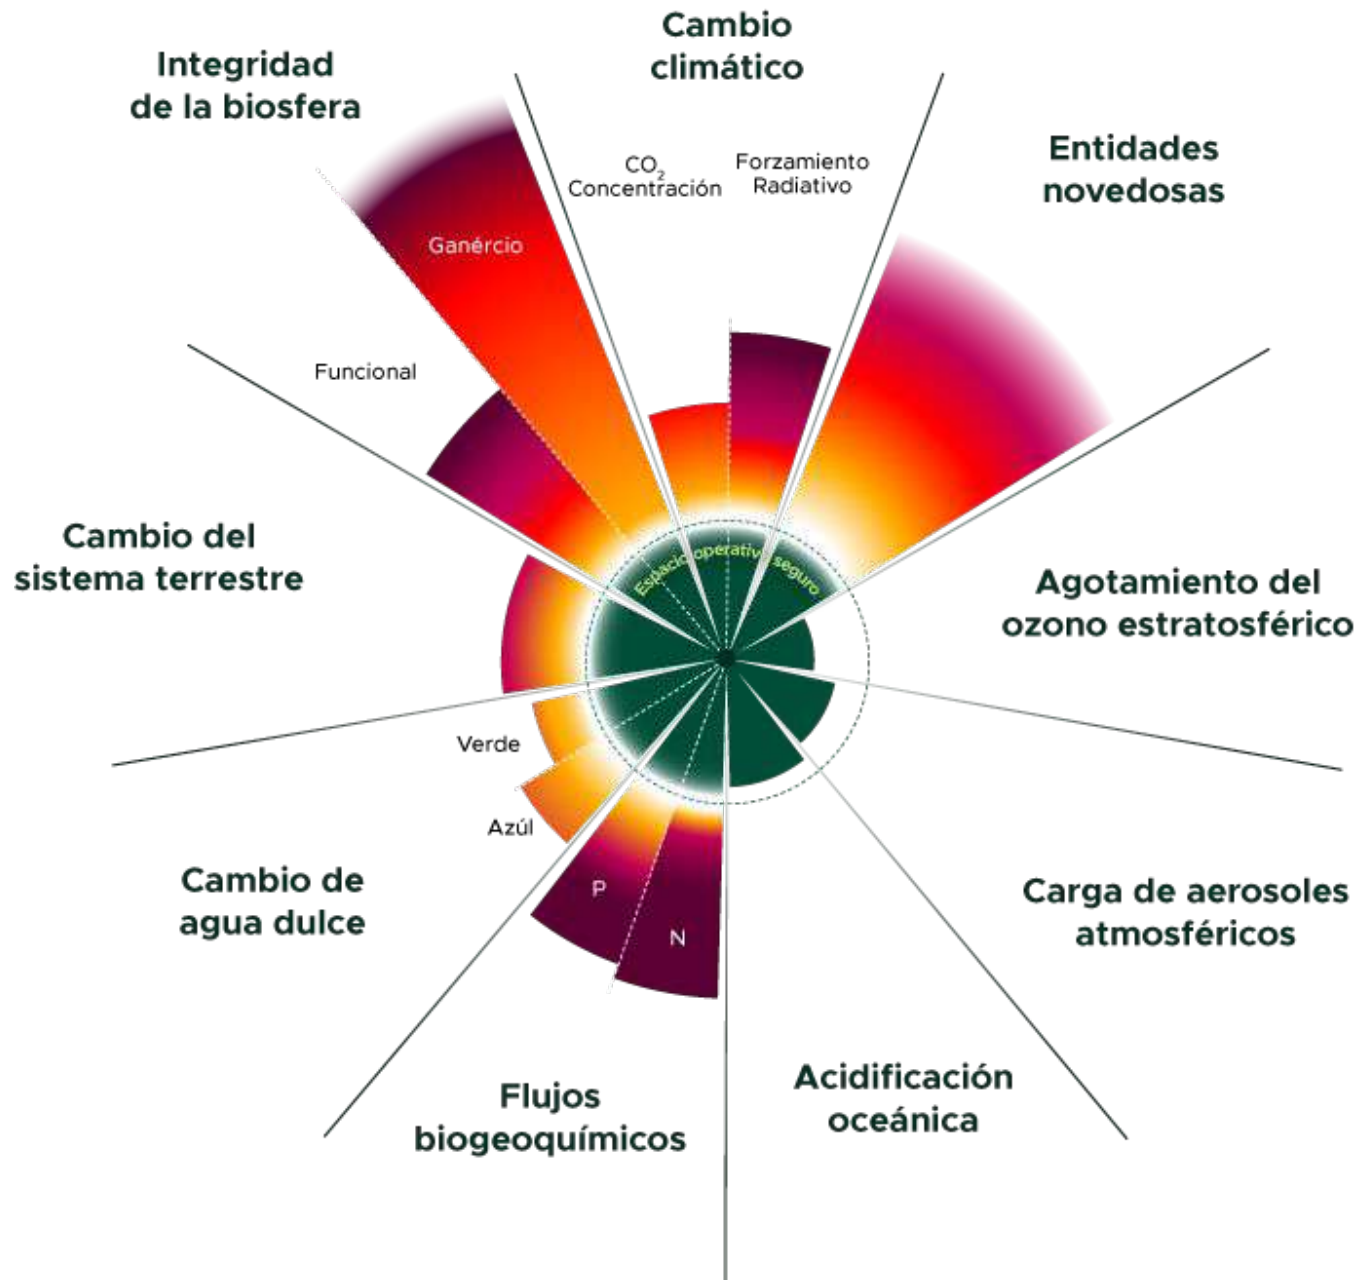 Cambio
climático
Integridad
de la biosfera
Entidades
novedosas
CO₂
Concentración
Forzamiento
Radiativo
Ganércio
Funcional
Espacio operativo seguro
Cambio del
sistema terrestre
Agotamiento del
ozono estratosférico
Verde
Azúl
Cambio de
agua dulce
P
N
Carga de aerosoles
atmosféricos
Flujos
biogeoquímicos
Acidificación
oceánica